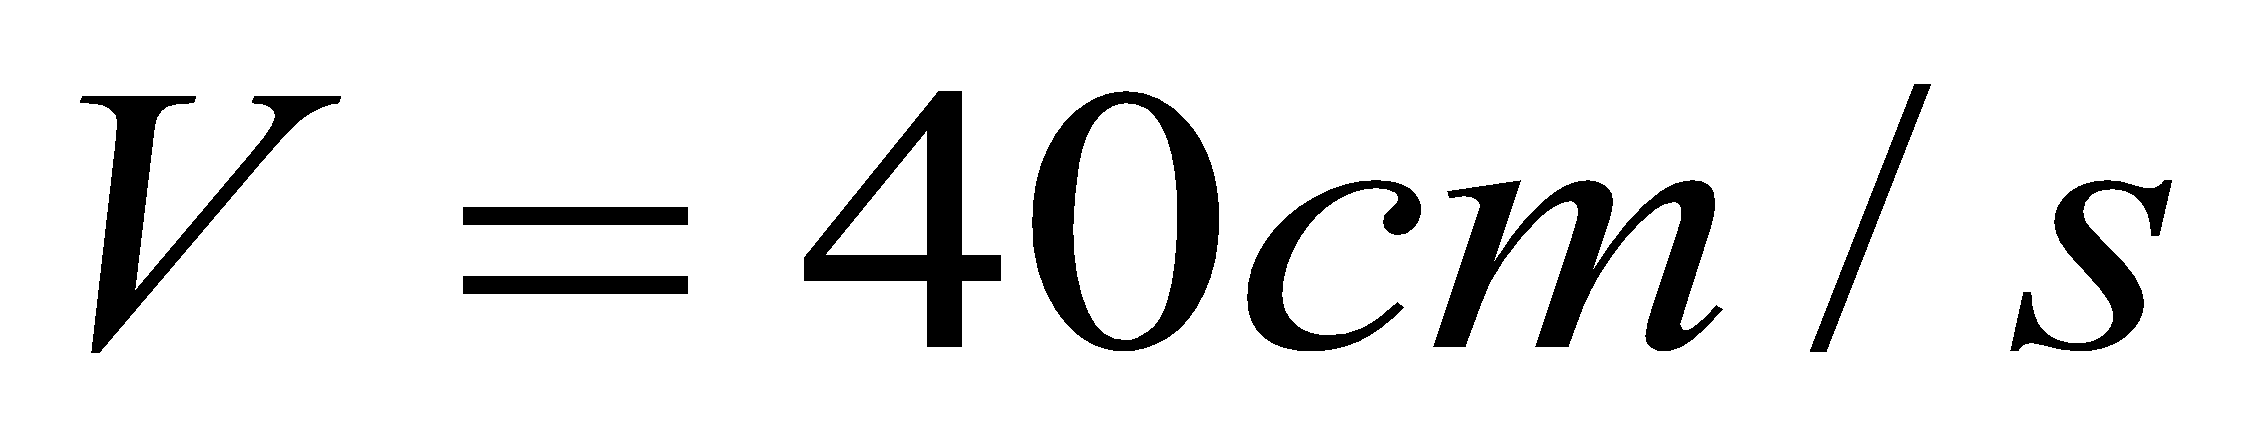 V = 40cm / s